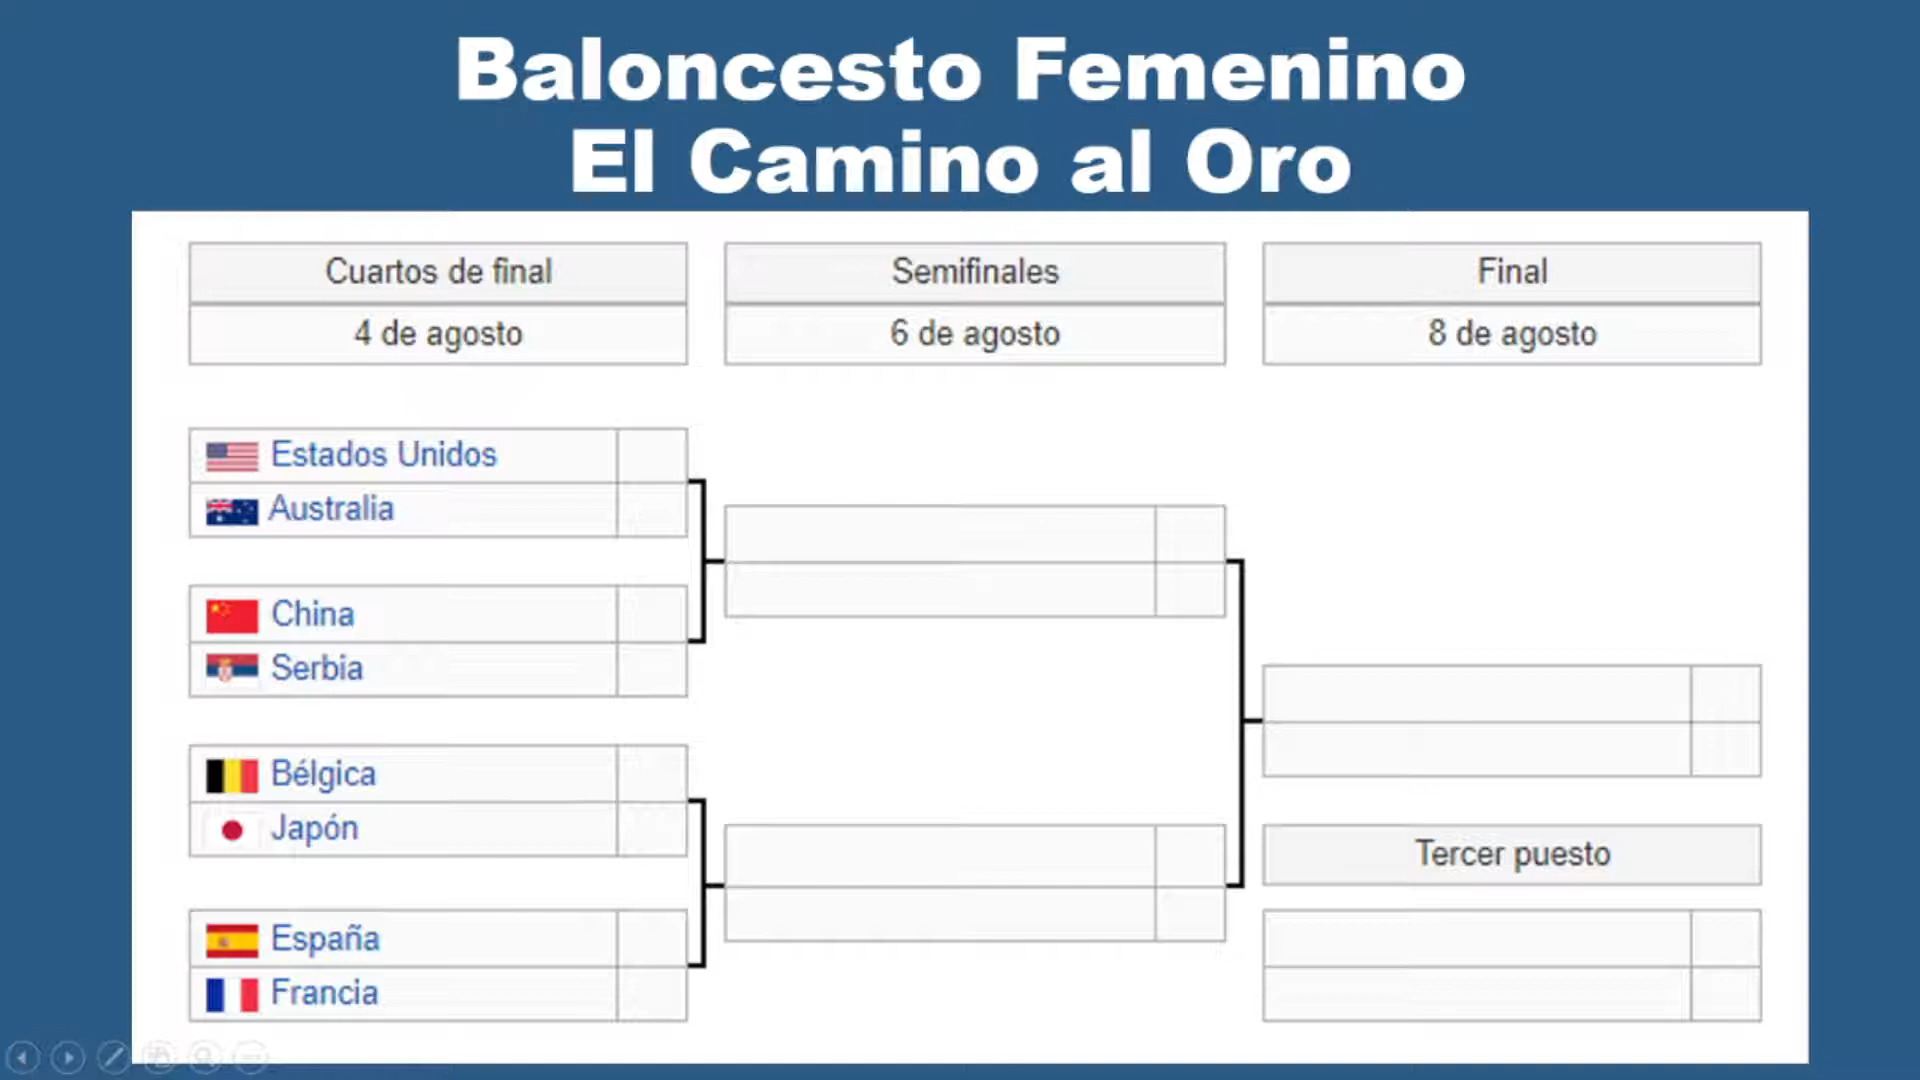 Baloncesto Femenino
El Camino al Oro
Cuartos de final
4 de agosto
Semifinales
6 de agosto
Final
8 de agosto
Estados Unidos
Australia
China
Serbia
Bélgica
Japón
España
Francia
Tercer puesto